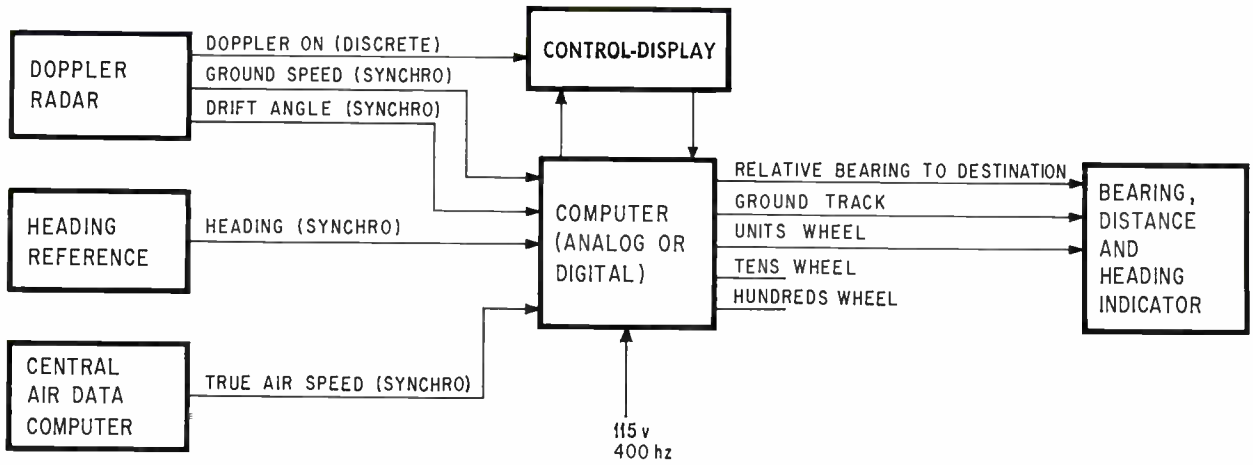 DOPPLER
RADAR
DOPPLER ON (DISCRETE)
GROUND SPEED (SYNCHRO)
DRIFT ANGLE (SYNCHRO)
CONTROL-DISPLAY
HEADING
REFERENCE
HEADING (SYNCHRO)
CENTRAL
AIR DATA
COMPUTER
TRUE AIR SPEED (SYNCHRO)
COMPUTER
(ANALOG OR
DIGITAL)
115 v
400 hz
RELATIVE BEARING TO DESTINATION
GROUND TRACK
UNITS WHEEL
TENS WHEEL
HUNDREDS WHEEL
BEARING,
DISTANCE
AND
HEADING
INDICATOR